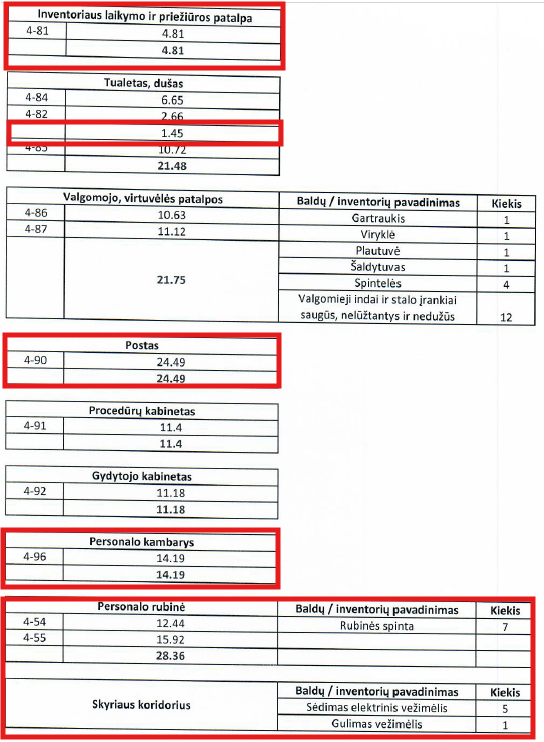 Inventoriaus laikymo ir priežiūros patalpa
4-81 4.81
4.81
Tualetas, dušas
4-84 6.65
4-82 2.66
1.45
4-85 10.72
21.48
Valgomojo, virtuvėlės patalpos Baldų / inventorių pavadinimas Kiekis
4-86 10.63 Gartraukis 1
4-87 11.12 Viryklė 1
Plautuvė 1
Šaldytuvas 1
21.75 Spintelės 4
Valgomieji indai ir stalo įrankiai
saugūs, nelūžtantys ir nedužūs 12
Postas
4-90 24.49
24.49
Procedūrų kabinetas
4-91 11.4
11.4
Gydytojo kabinetas
4-92 11.18
11.18
Personalo kambarys
4-96 14.19
14.19
Personalo rubinė Baldų / inventorių pavadinimas Kiekis
4-54 12.44 Rubinės spinta 7
4-55 15.92
28.36
Skyriaus koridorius Baldų / inventorių pavadinimas Kiekis
Sėdimas elektrinis vežimėlis 5
Gulimas vežimėlis 1